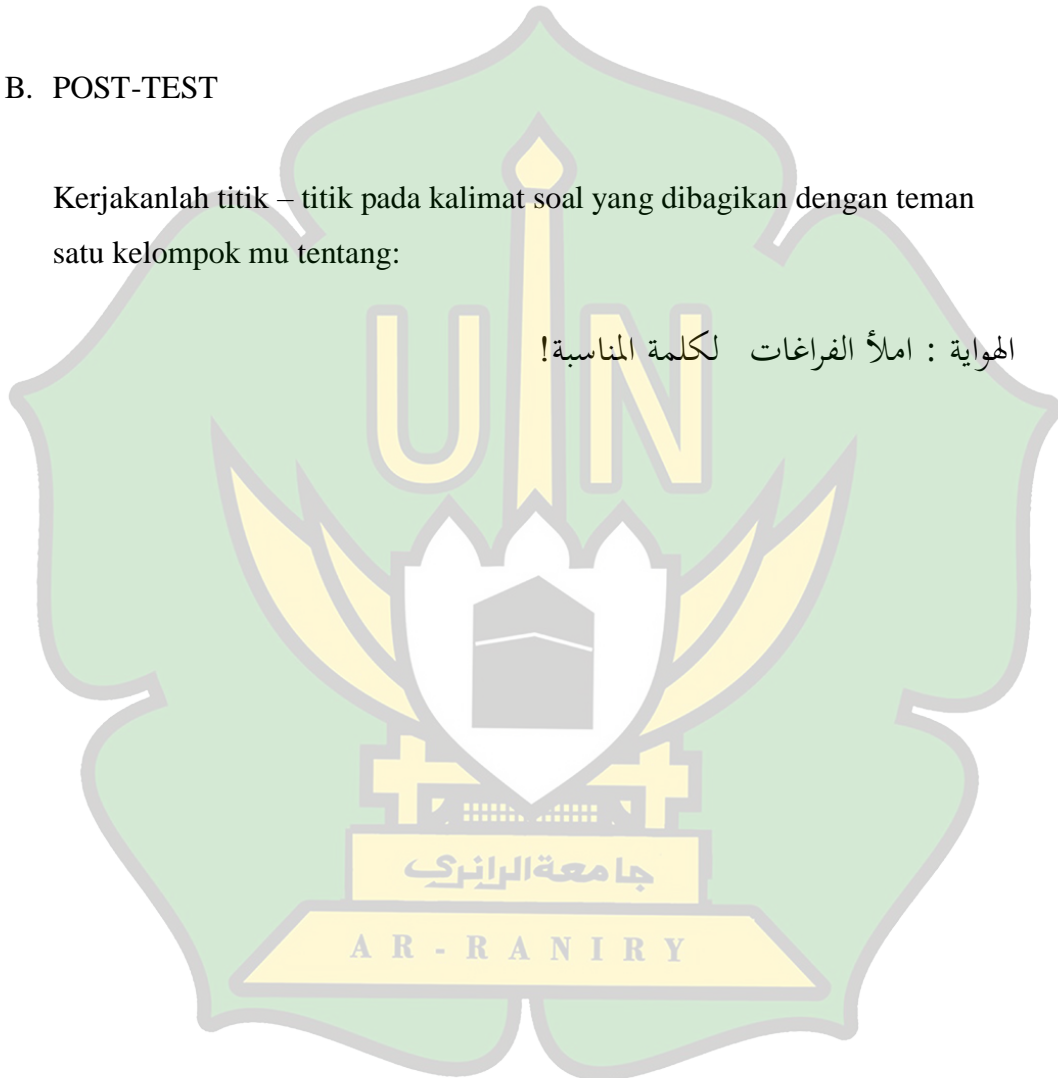 B. POST-TEST
Kerjakanlah titik – titik pada kalimat soal yang dibagikan dengan teman
satu kelompok mu tentang:
الهواية : املأ الفراغات لكلمة المناسبة!
UIN
جامعة الرانري
AR-RANIRY